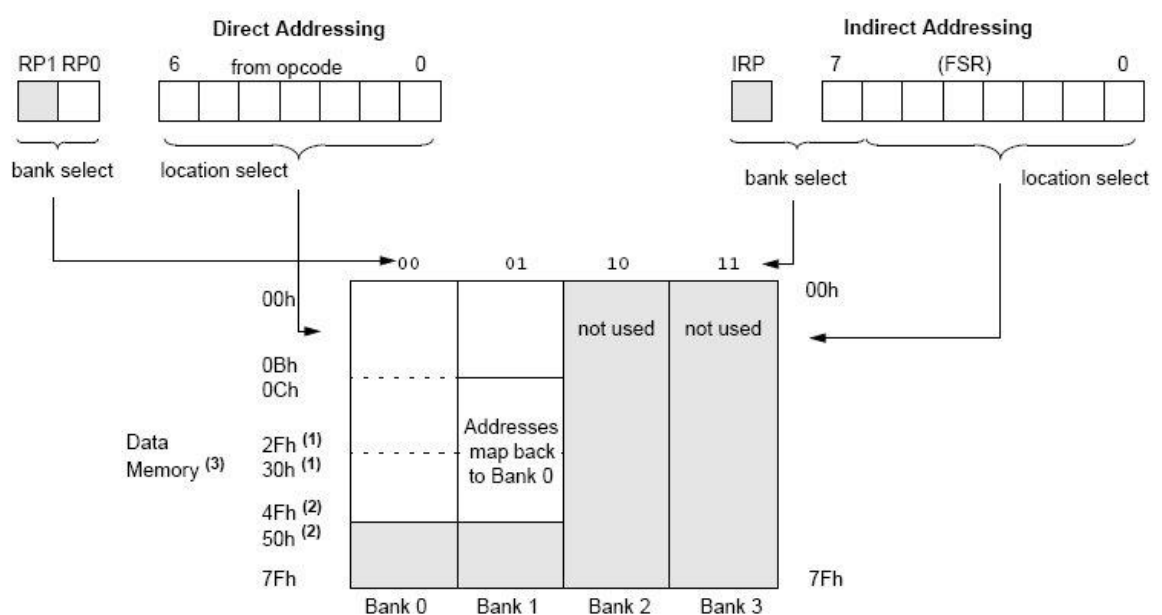 Direct Addressing
Indirect Addressing
RP1 RP0
6 from opcode 0
IRP
7 (FSR) 0
bank select
location select
bank select
location select
00 01 10 11
00h
00h
not used
not used
0Bh
0Ch
Addresses
map back
to Bank 0
Data
Memory (3)
2Fh (1)
30h (1)
4Fh (2)
50h (2)
7Fh
7Fh
Bank 0 Bank 1 Bank 2 Bank 3